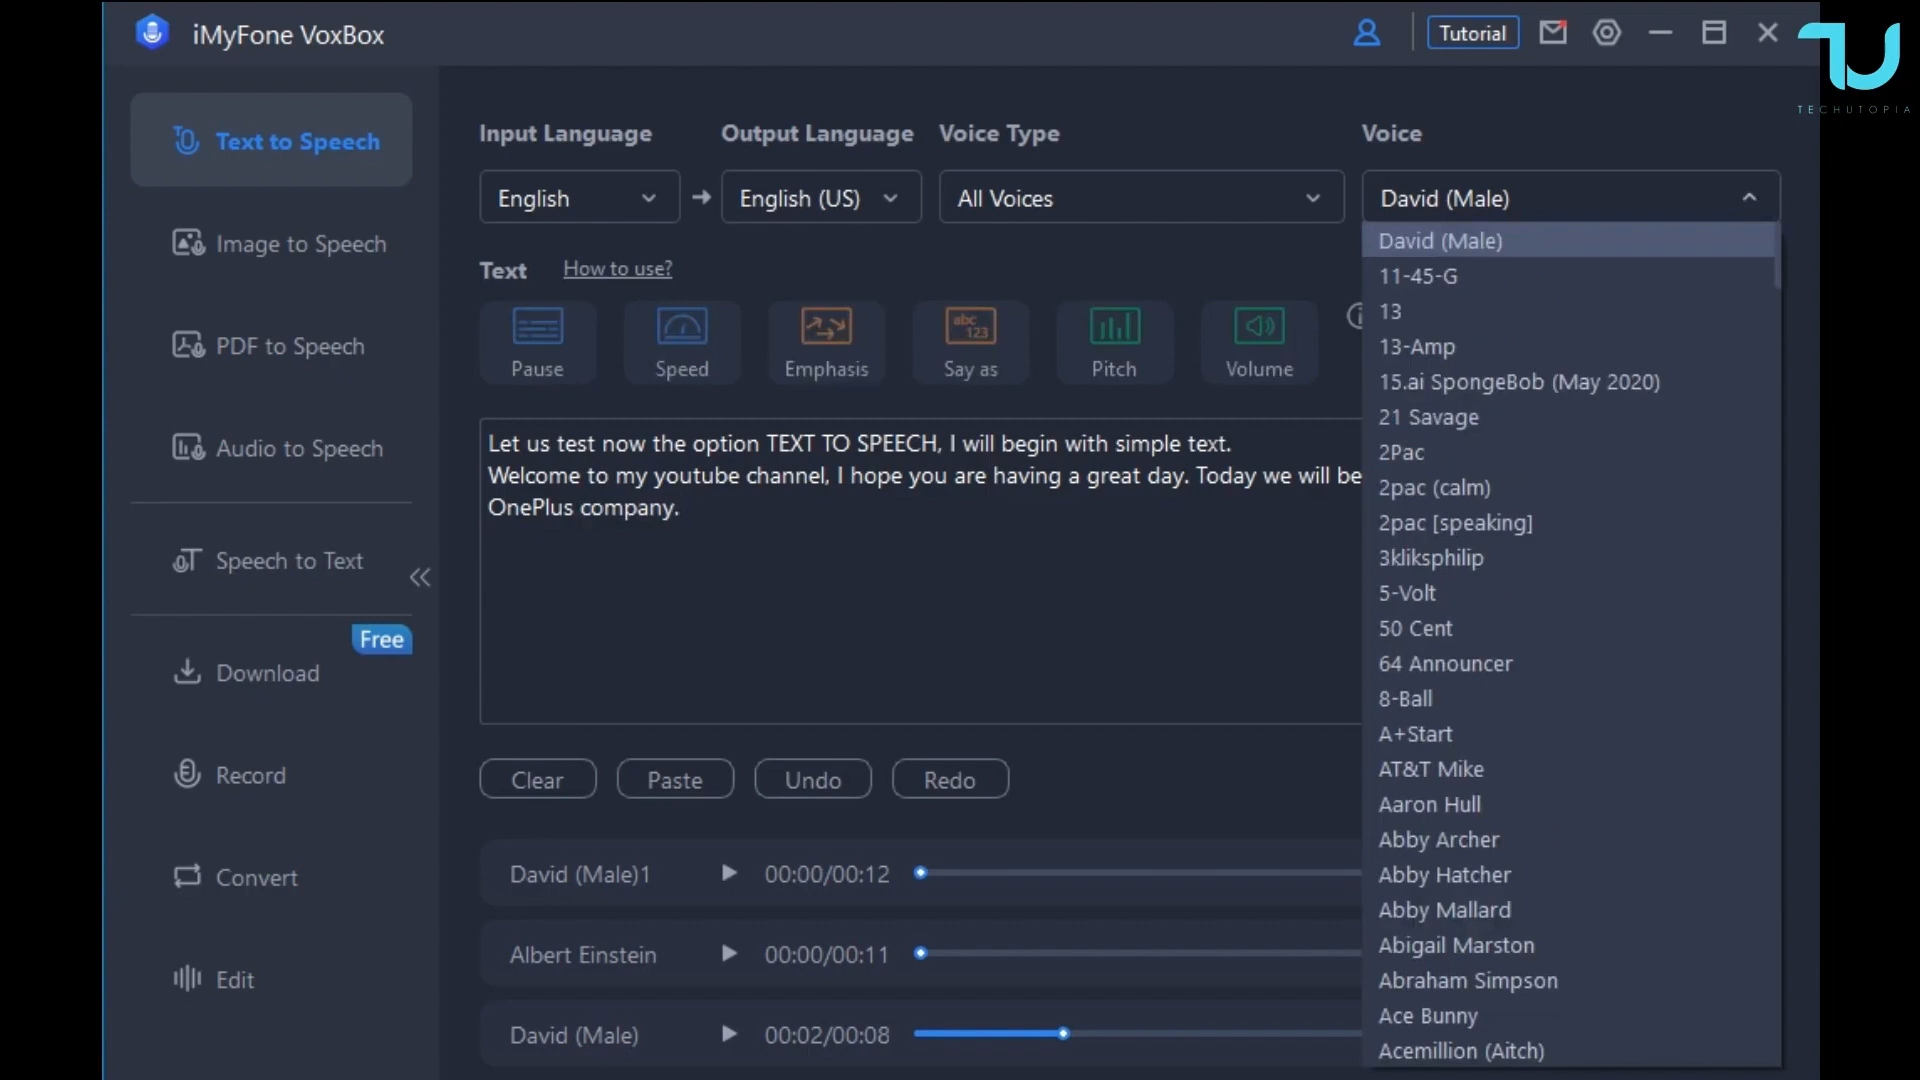 iMyFone VoxBox
Tutorial
TECHUTOPIA
Text to Speech
Image to Speech
PDF to Speech
Audio to Speech
Speech to Text
Free
Download
Record
Convert
Edit
Input Language
Output Language
Voice Type
Voice
English
English (US)
All Voices
David (Male)
Text
How to use?
Pause
Speed
Emphasis
abc
123
Say as
Pitch
Volume
Let us test now the option TEXT TO SPEECH, I will begin with simple text.
Welcome to my youtube channel, I hope you are having a great day. Today we will be
OnePlus company.
Clear
Paste
Undo
Redo
David (Male)1
00:00/00:12
Albert Einstein
00:00/00:11
David (Male)
00:02/00:08
David (Male)
11-45-G
13
13-Amp
15.ai SpongeBob (May 2020)
21 Savage
2Pac
2pac (calm)
2pac [speaking]
3kliksphilip
5-Volt
50 Cent
64 Announcer
8-Ball
A+Start
AT&T Mike
Aaron Hull
Abby Archer
Abby Hatcher
Abby Mallard
Abigail Marston
Abraham Simpson
Ace Bunny
Acemillion (Aitch)